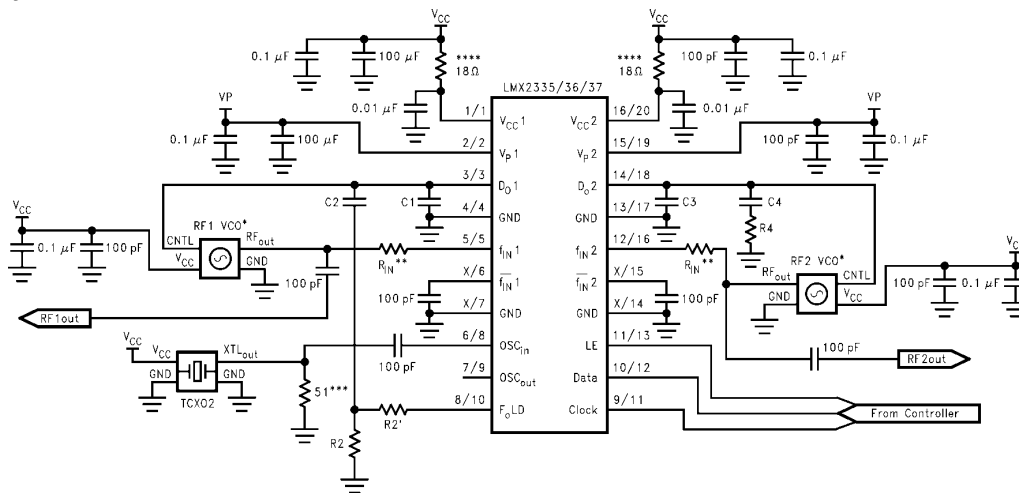 VCC
VCC
0.1 μF
100 μF
****
18Ω
****
18Ω
100 pF
0.1 μF
LMX2335/36/37
0.01 μF
0.01 μF
1/1
VCC1
VCC2
16/20
VP
VP
0.1 μF
100 μF
2/2
VP1
VP2
15/19
100 pF
0.1 μF
3/3
Do1
Do2
14/18
C2
C1
C3
C4
4/4
GND
GND
13/17
R4
VCC
RF1 VCO*
CNTL
RFout
VCC
GND
0.1 μF
100 pF
RIN**
5/5
fIN1
fIN2
12/16
RIN**
RF2 VCO*
RFout
CNTL
GND
VCC
VC
100 pF
X/6
fIN1
fIN2
X/15
100 pF
100 pF
100 pF
0.1 μF
X/7
GND
GND
X/14
RF1out
VCC
VCC
XTLout
GND
GND
TCXO2
6/8
OSCin
LE
11/13
100 pF
100 pF
RF2out
51***
7/9
OSCout
Data
10/12
R2'
8/10
FoLD
Clock
9/11
From Controller
R2